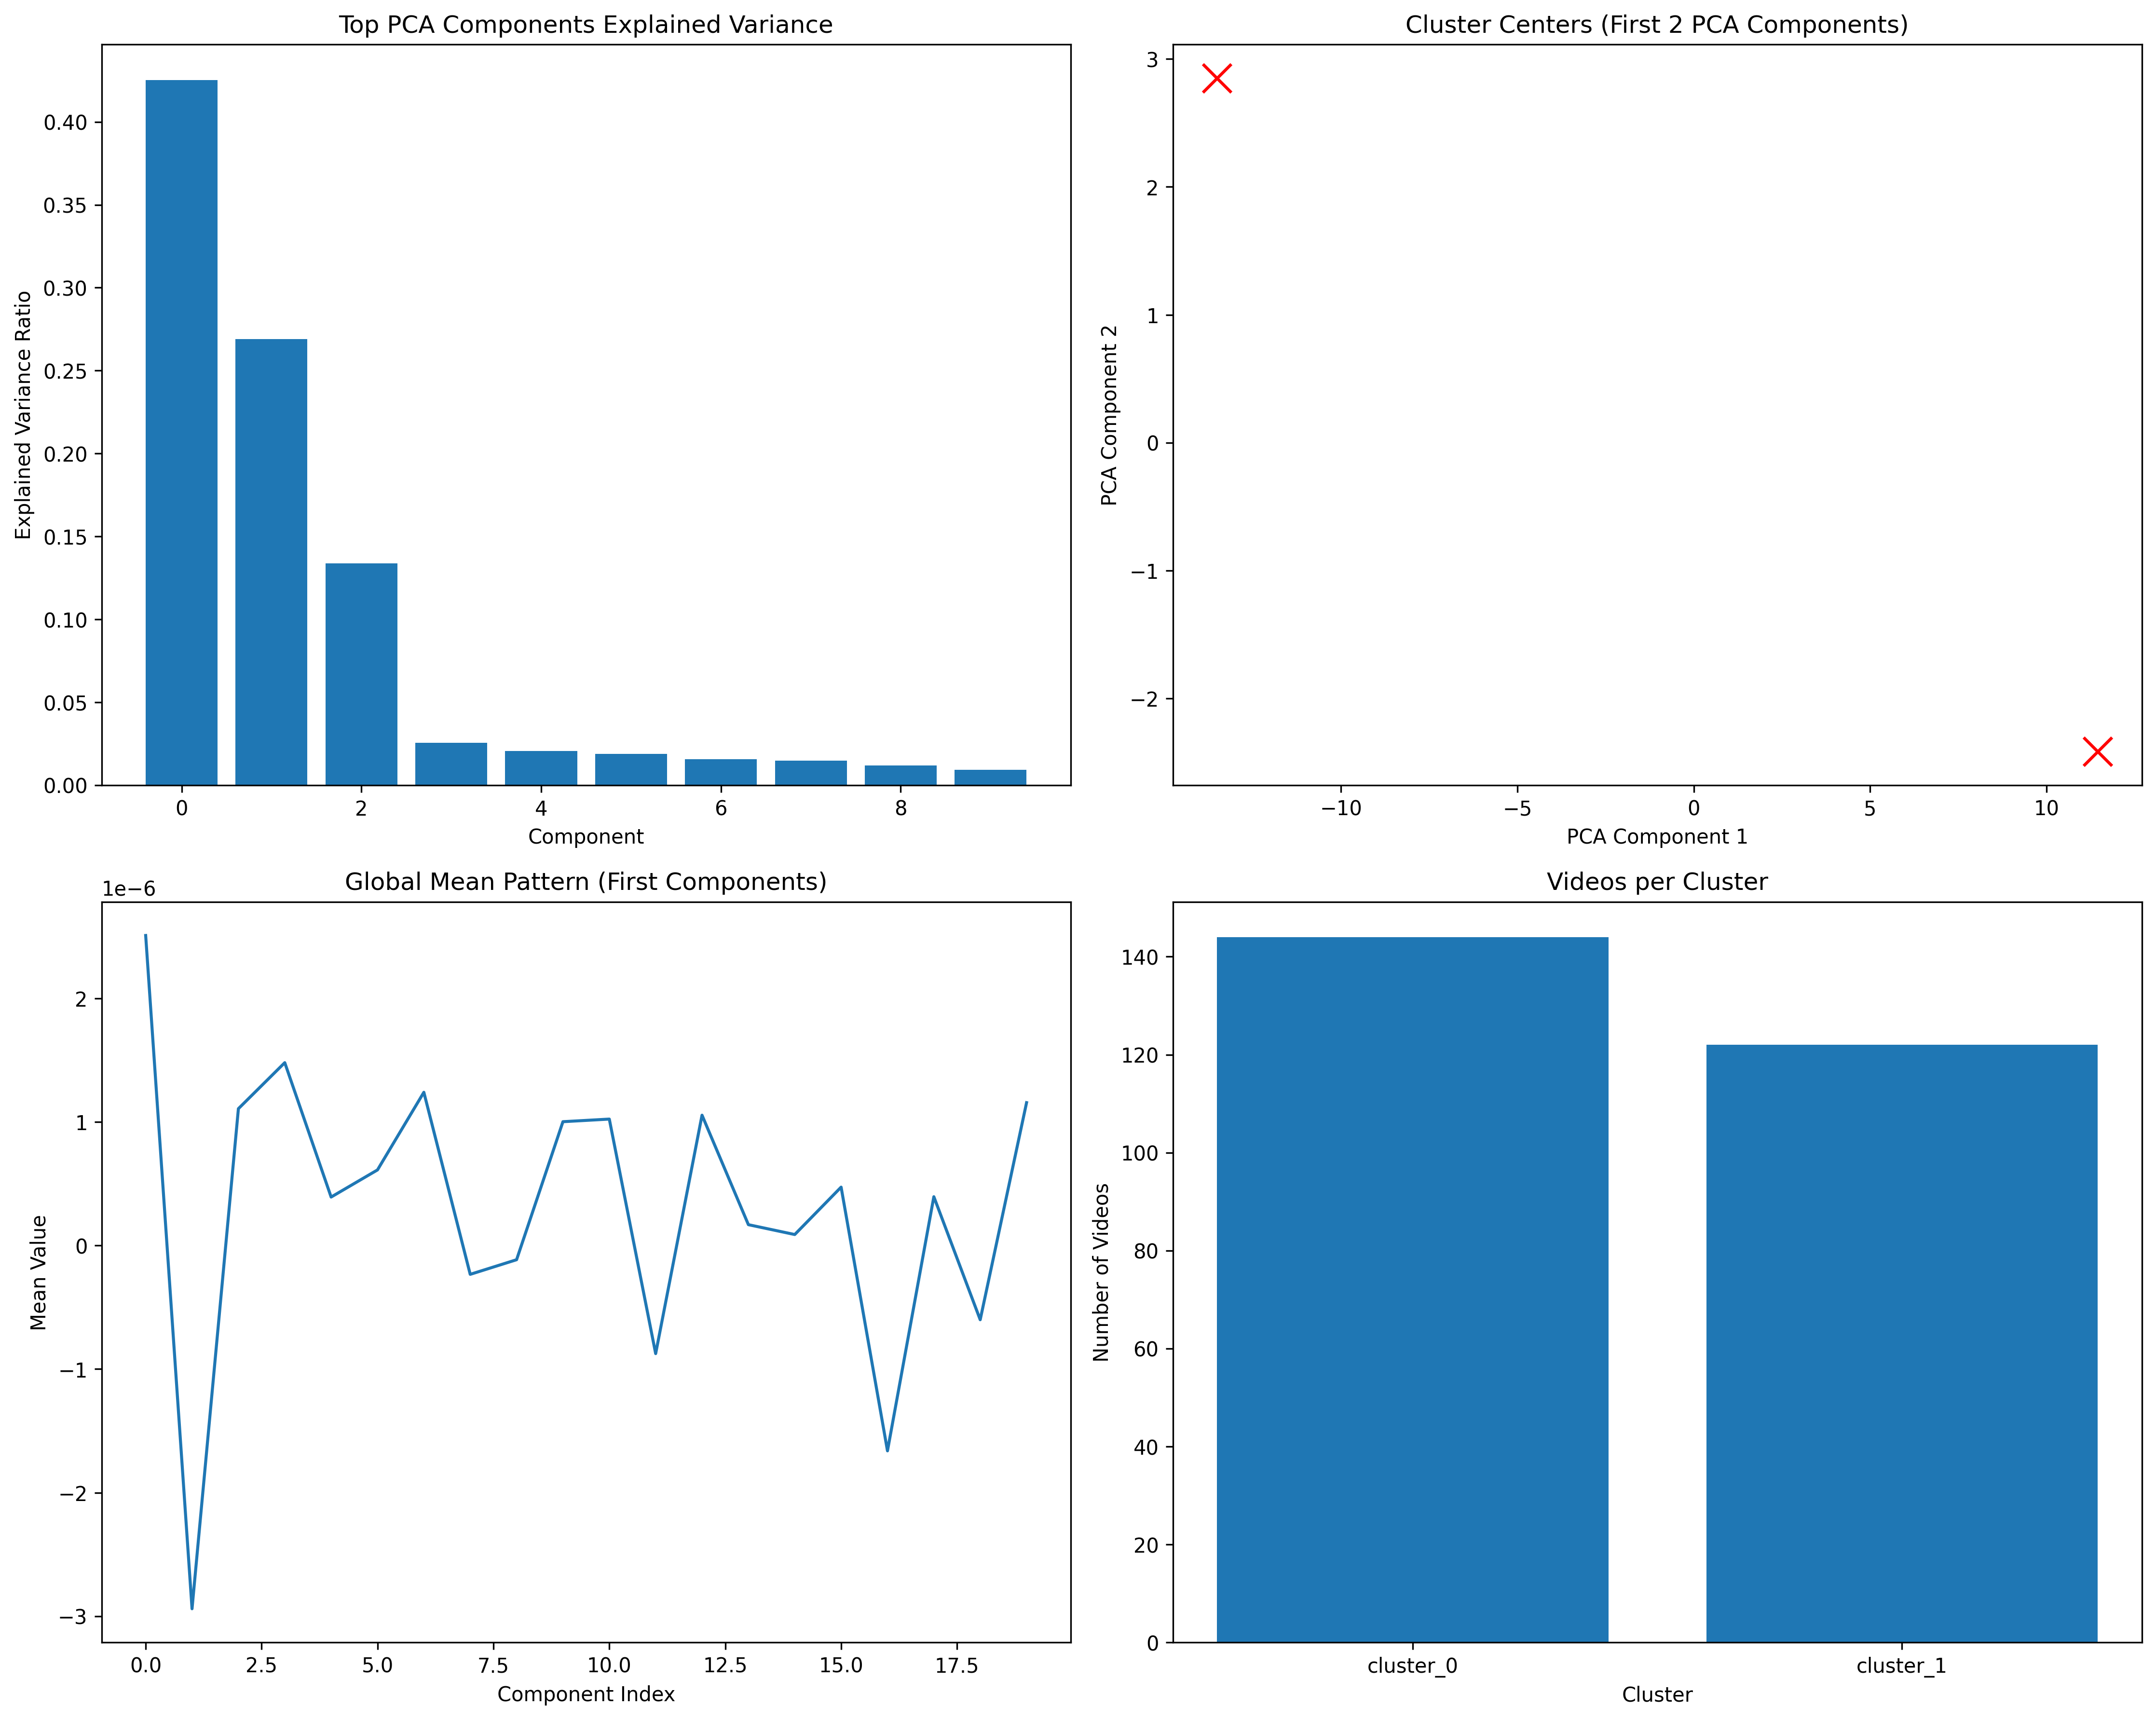 Top PCA Components Explained Variance
Explained Variance Ratio
0.40
0.35
0.30
0.25
0.20
0.15
0.10
0.05
0.00
0 2 4 6 8
Component
Cluster Centers (First 2 PCA Components)
PCA Component 2
3
2
1
0
−1
−2
−10 −5 0 5 10
PCA Component 1
Global Mean Pattern (First Components)
1e−6
Mean Value
2
1
0
−1
−2
−3
0.0 2.5 5.0 7.5 10.0 12.5 15.0 17.5
Component Index
Videos per Cluster
Number of Videos
140
120
100
80
60
40
20
0
cluster_0 cluster_1
Cluster